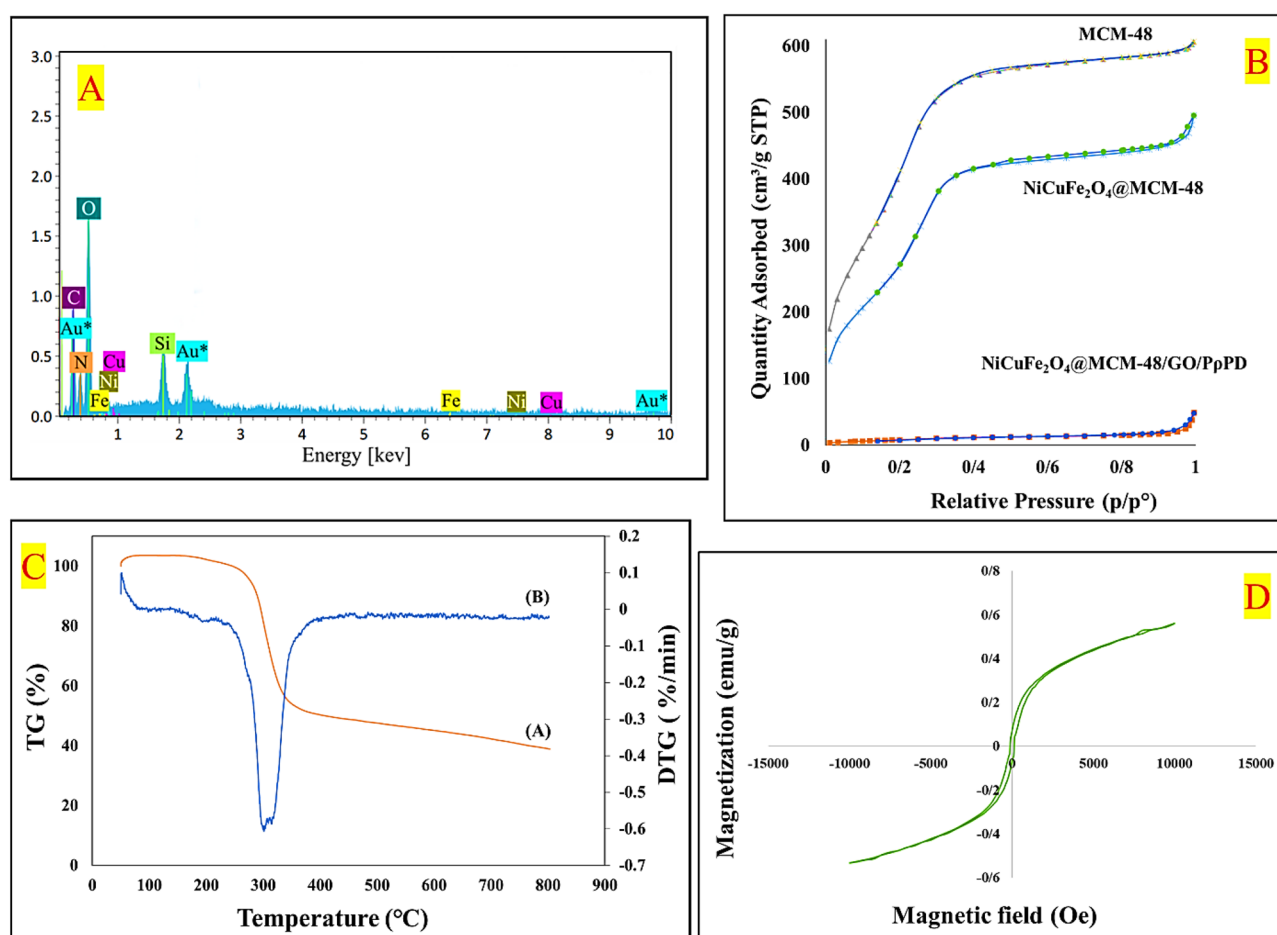 A
3.0
2.5
2.0
1.5
1.0
0.5
0.0
O
C
Au*
N
Fe
Ni
Cu
Si
Au*
Fe
Ni
Cu
Au*
1 2 3 4 5 6 7 8 9 10
Energy [kev]
B
Quantity Adsorbed (cm³/g STP)
600
500
400
300
200
100
0
MCM-48
NiCuFe₂O₄@MCM-48
NiCuFe₂O₄@MCM-48/GO/PpPD
0 0/2 0/4 0/6 0/8 1
Relative Pressure (p/p°)
C
TG (%)
100
80
60
40
20
0
(B)
(A)
0.2
0.1
0
-0.1
-0.2
-0.3
-0.4
-0.5
-0.6
-0.7
DTG ( %/min)
0 100 200 300 400 500 600 700 800 900
Temperature (°C)
D
Magnetization (emu/g)
0/8
0/6
0/4
0/2
0
-0/2
-0/4
-0/6
-15000 -10000 -5000 0 5000 10000 15000
Magnetic field (Oe)